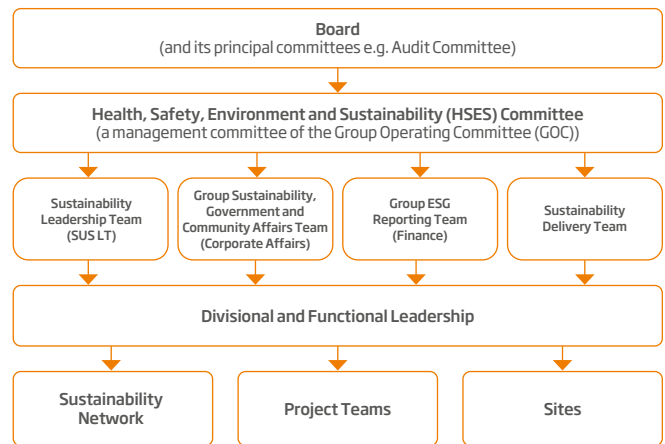 Board
(and its principal committees e.g. Audit Committee)
Health, Safety, Environment and Sustainability (HSES) Committee
(a management committee of the Group Operating Committee (GOC))
Sustainability
Leadership Team
(SUS LT)
Group Sustainability,
Government and
Community Affairs Team
(Corporate Affairs)
Group ESG
Reporting Team
(Finance)
Sustainability
Delivery Team
Divisional and Functional Leadership
Sustainability
Network
Project Teams
Sites